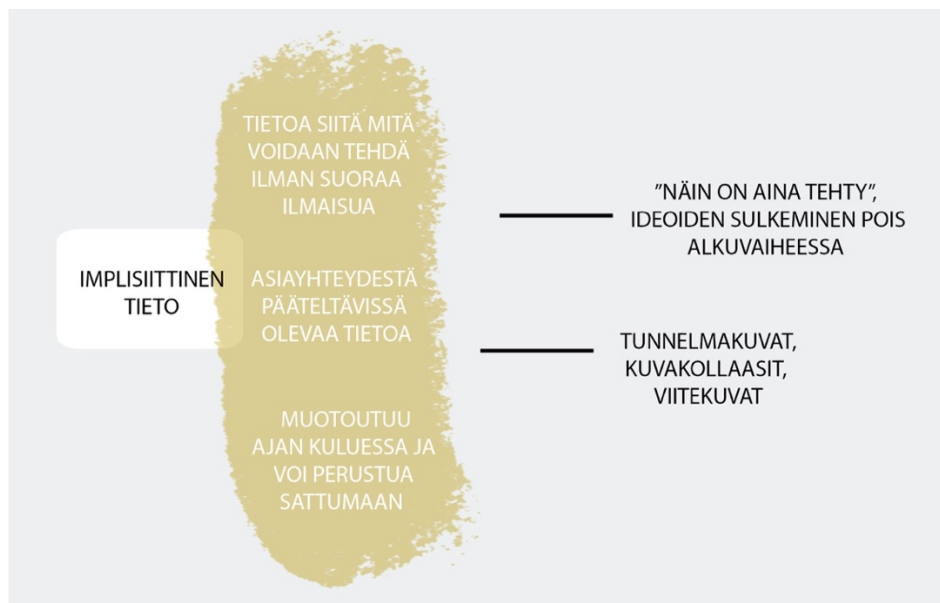 IMPLISIITTINEN
TIETO
TIETOA SIITÄ MITÄ
VOIDAAN TEHDÄ
ILMAN SUORAA
ILMAISUA
ASIAYHTEYDESTÄ
PÄÄTELTÄVISSÄ
OLEVAA TIETOA
MUOTOUTUU
AJAN KULUESSA JA
VOI PERUSTUA
SATTUMAAN
”NÄIN ON AINA TEHTY”,
IDEOIDEN SULKEMINEN POIS
ALKUVAIHEESSA
TUNNELMAKUVAT,
KUVAKOLLAASIT,
VIITEKUVAT